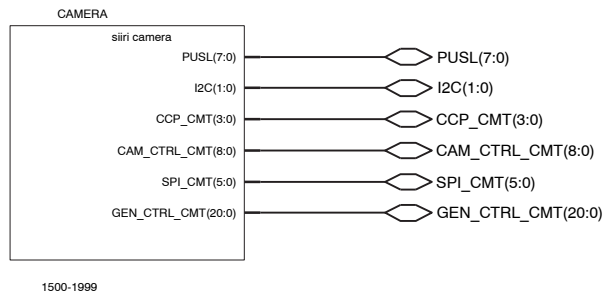 CAMERA
siiri camera
PUSL(7:0) PUSL(7:0)
I2C(1:0) I2C(1:0)
CCP_CMT(3:0) CCP_CMT(3:0)
CAM_CTRL_CMT(8:0) CAM_CTRL_CMT(8:0)
SPI_CMT(5:0) SPI_CMT(5:0)
GEN_CTRL_CMT(20:0) GEN_CTRL_CMT(20:0)
1500-1999